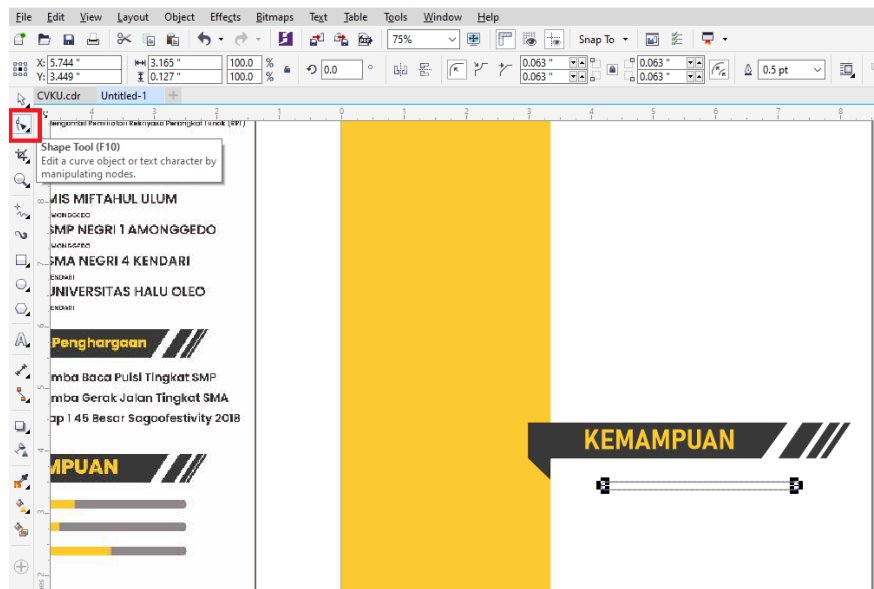 File Edit View Layout Object Effects Bitmaps Text Table Tools Window Help
75% Snap To
X: 5.744 " 3.165 " 100.0 % 0.0 ° 0.063 " 0.063 " 0.5 pt
Y: 3.449 " 0.127 " 100.0 % 0.063 " 0.063 "
CVKU.cdr Untitled-1
Shape Tool (F10)
Edit a curve object or text character by
manipulating nodes.
MIS MIFTAHUL ULUM
AMONGGEDO
SMP NEGRI 1 AMONGGEDO
AMONGGEDO
SMA NEGRI 4 KENDARI
KENDARI
UNIVERSITAS HALU OLEO
KENDARI
Penghargaan
mba Baca Puisi Tingkat SMP
mba Gerak Jalan Tingkat SMA
ap 1 45 Besar Sagoofestivity 2018
MPUAN
KEMAMPUAN